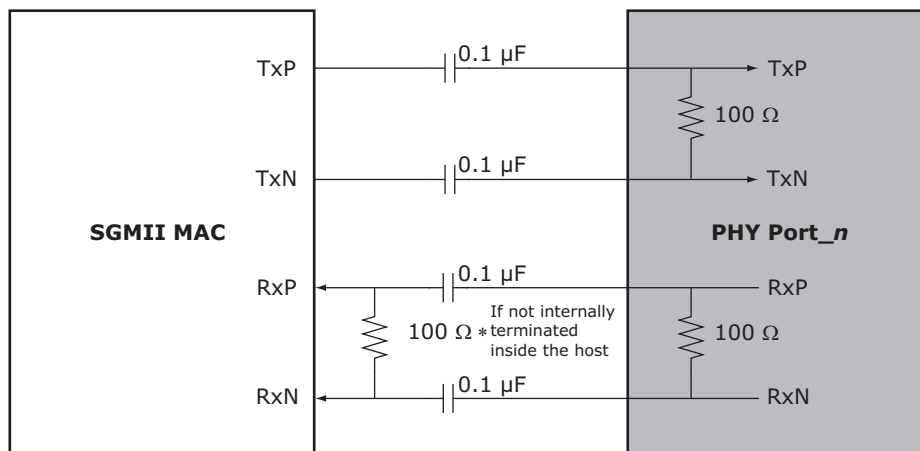 0.1 µF
TxP
TxP
100 Ω
0.1 µF
TxN
TxN
SGMII MAC
PHY Port_n
0.1 µF
RxP
RxP
If not internally
100 Ω * terminated
100 Ω
inside the host
0.1 µF
RxN
RxN